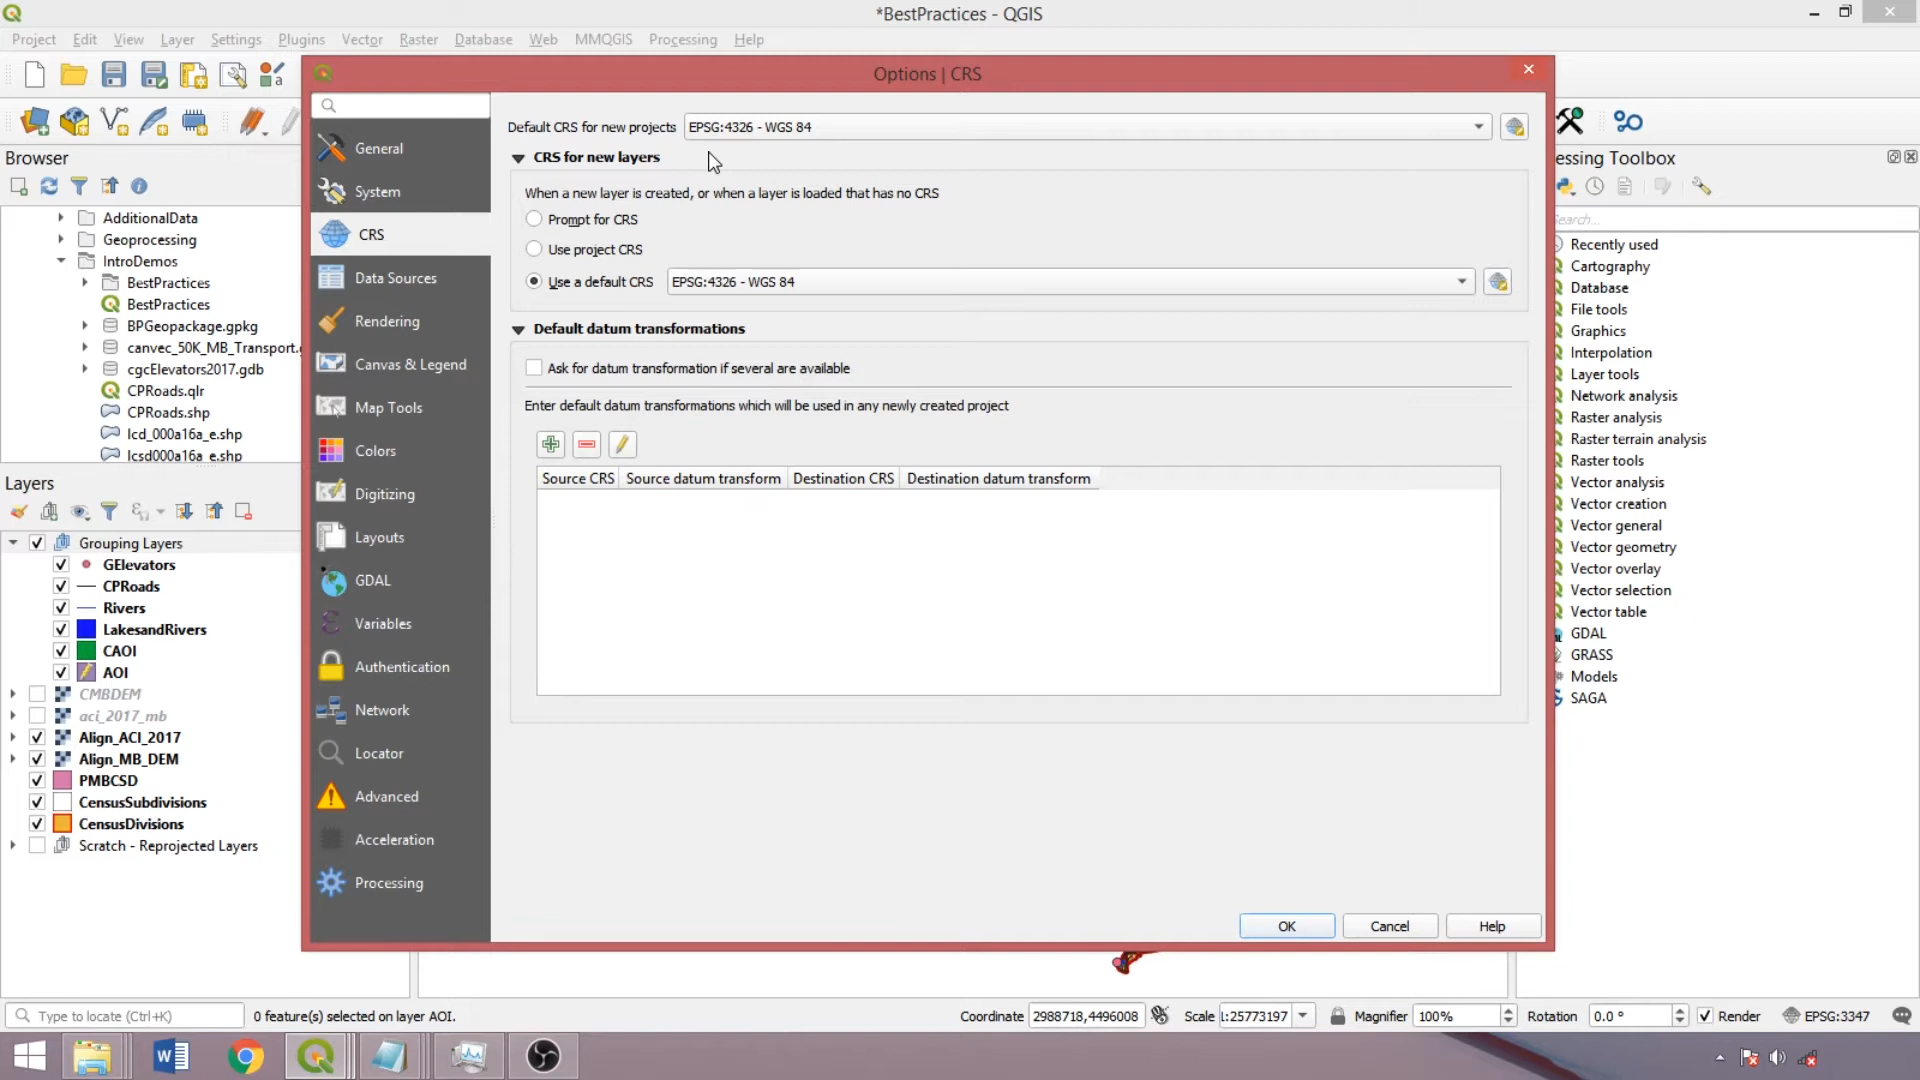 *BestPractices - QGIS
Project Edit View Layer Settings Plugins Vector Raster Database Web MMQGIS Processing Help
Options | CRS
Default CRS for new projects EPSG:4326 - WGS 84
CRS for new layers
When a new layer is created, or when a layer is loaded that has no CRS
Prompt for CRS
Use project CRS
Use a default CRS EPSG:4326 - WGS 84
Default datum transformations
Ask for datum transformation if several are available
Enter default datum transformations which will be used in any newly created project
Source CRS Source datum transform Destination CRS Destination datum transform
OK Cancel Help
General
System
CRS
Data Sources
Rendering
Canvas & Legend
Map Tools
Colors
Digitizing
Layouts
GDAL
Variables
Authentication
Network
Locator
Advanced
Acceleration
Processing
Browser
AdditionalData
Geoprocessing
IntroDemos
BestPractices
BestPractices
BPGeopackage.gpkg
canvec_50K_MB_Transport.
cgcElevators2017.gdb
CPRoads.qlr
CPRoads.shp
lcd_000a16a_e.shp
lcsd000a16a_e.shp
Layers
Grouping Layers
GElevators
CPRoads
Rivers
LakesandRivers
CAOI
AOI
CMBDEM
aci_2017_mb
Align_ACI_2017
Align_MB_DEM
PMBCSD
CensusSubdivisions
CensusDivisions
Scratch - Reprojected Layers
essing Toolbox
Search...
Recently used
Cartography
Database
File tools
Graphics
Interpolation
Layer tools
Network analysis
Raster analysis
Raster terrain analysis
Raster tools
Vector analysis
Vector creation
Vector general
Vector geometry
Vector overlay
Vector selection
Vector table
GDAL
GRASS
Models
SAGA
Type to locate (Ctrl+K) 0 feature(s) selected on layer AOI. Coordinate 2988718,4496008 Scale 1:25773197 Magnifier 100% Rotation 0.0 ° Render EPSG:3347